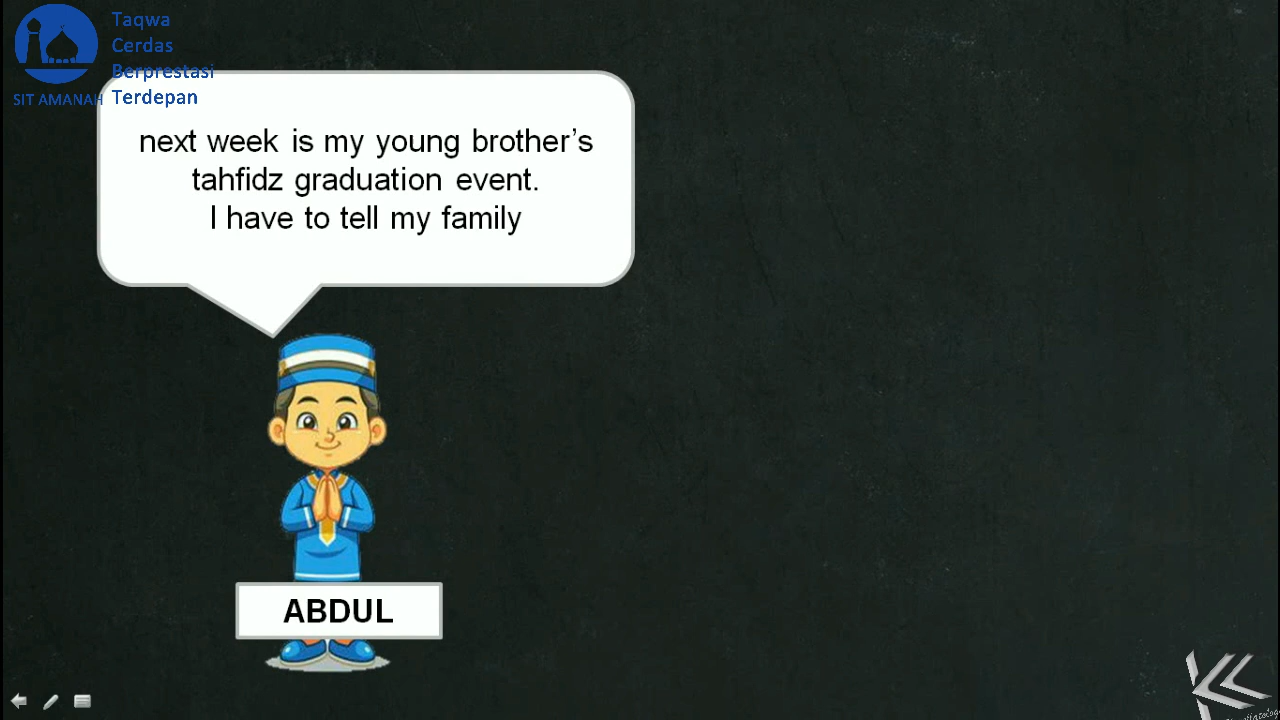 Taqwa
Cerdas
Berprestasi
SIT AMANAH Terdepan
next week is my young brother's
tahfidz graduation event.
I have to tell my family
ABDUL